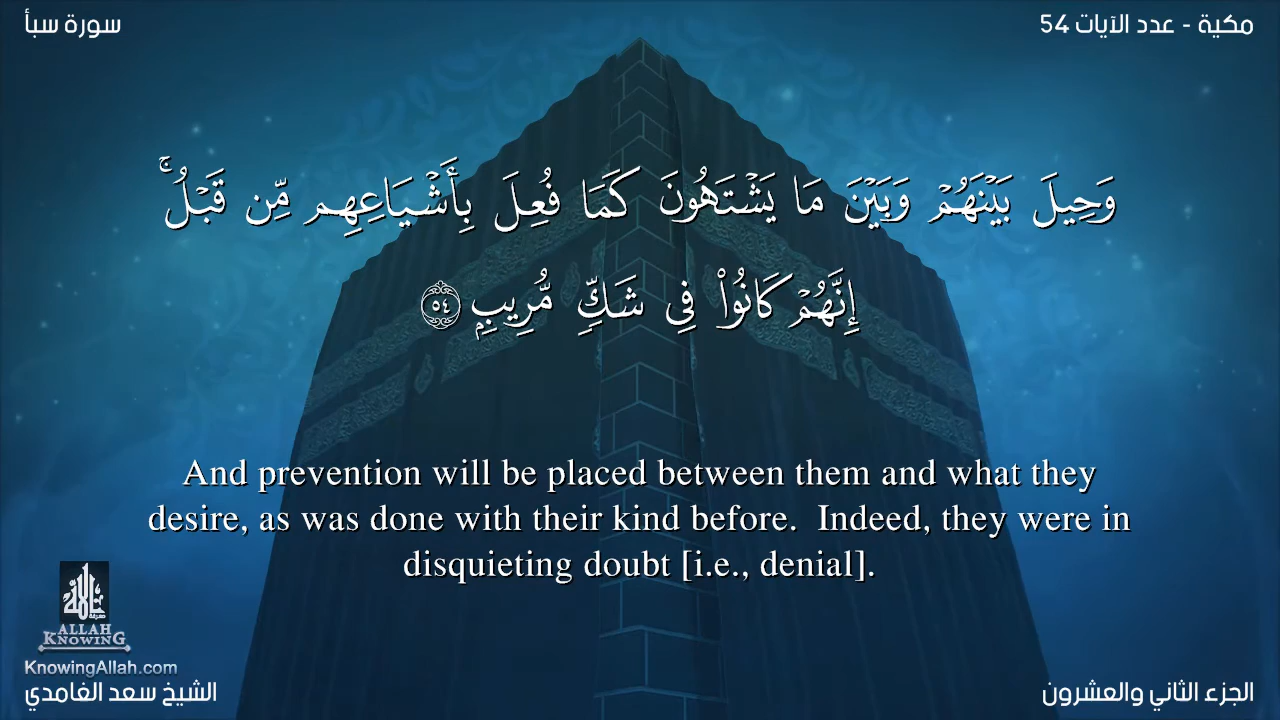 سورة سبأ
مكية - عدد الآيات 54
وَحِيلَ بَيْنَهُمْ وَبَيْنَ مَا يَشْتَهُونَ كَمَا فُعِلَ بِأَشْيَاعِهِم مِّن قَبْلُ ۚ
إِنَّهُمْ كَانُوا۟ فِى شَكٍّ مُّرِيبٍۭ ٥٤
And prevention will be placed between them and what they
desire, as was done with their kind before. Indeed, they were in
disquieting doubt [i.e., denial].
معرفة الله
ALLAH
KNOWING
KnowingAllah.com
الشيخ سعد الغامدي
الجزء الثاني والعشرون